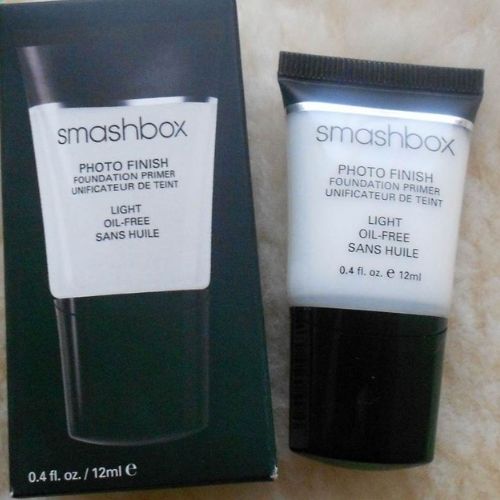 smashbox
PHOTO FINISH
FOUNDATION PRIMER
UNIFICATEUR DE TEINT
LIGHT
OIL-FREE
SANS HUILE
0.4 fl. oz. / 12ml ℮
smashbox
PHOTO FINISH
FOUNDATION PRIMER
UNIFICATEUR DE TEINT
LIGHT
OIL-FREE
SANS HUILE
0.4 fl. oz. ℮ 12ml